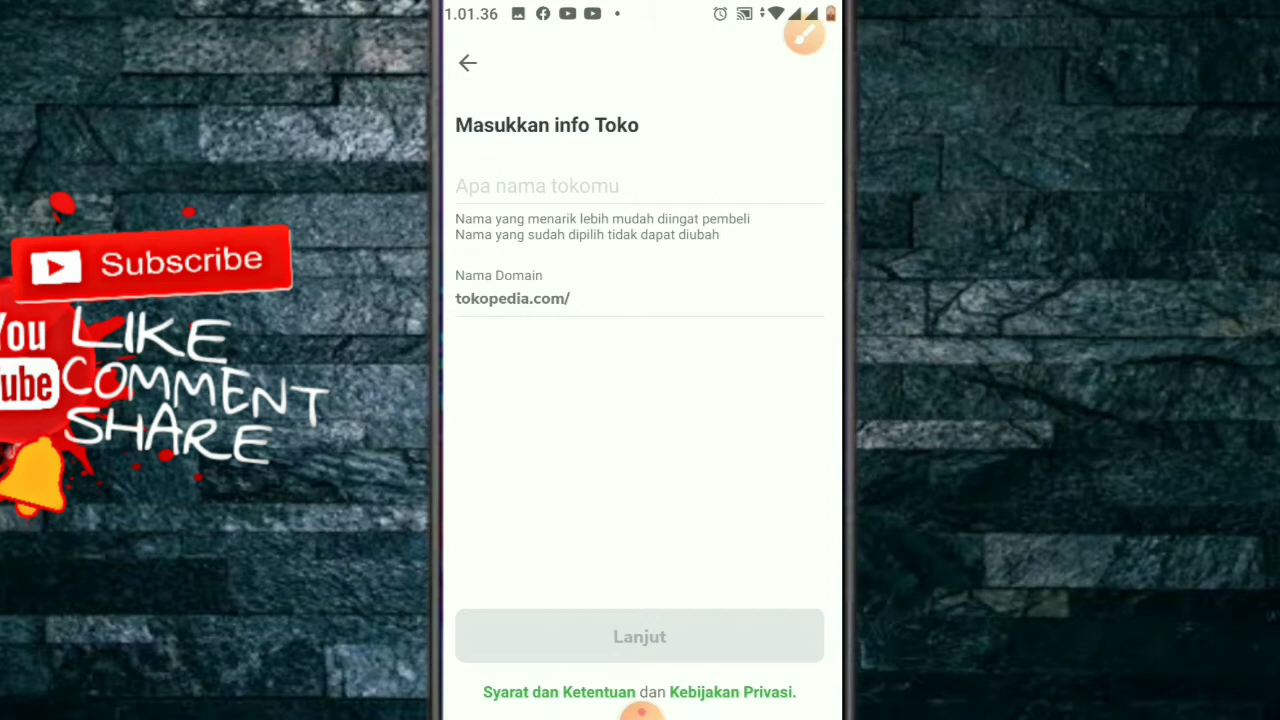 1.01.36
Masukkan info Toko
Apa nama tokomu
Nama yang menarik lebih mudah diingat pembeli
Nama yang sudah dipilih tidak dapat diubah
Nama Domain
tokopedia.com/
Lanjut
Syarat dan Ketentuan dan Kebijakan Privasi.
Subscribe
You
Tube
LIKE
COMMENT
SHARE